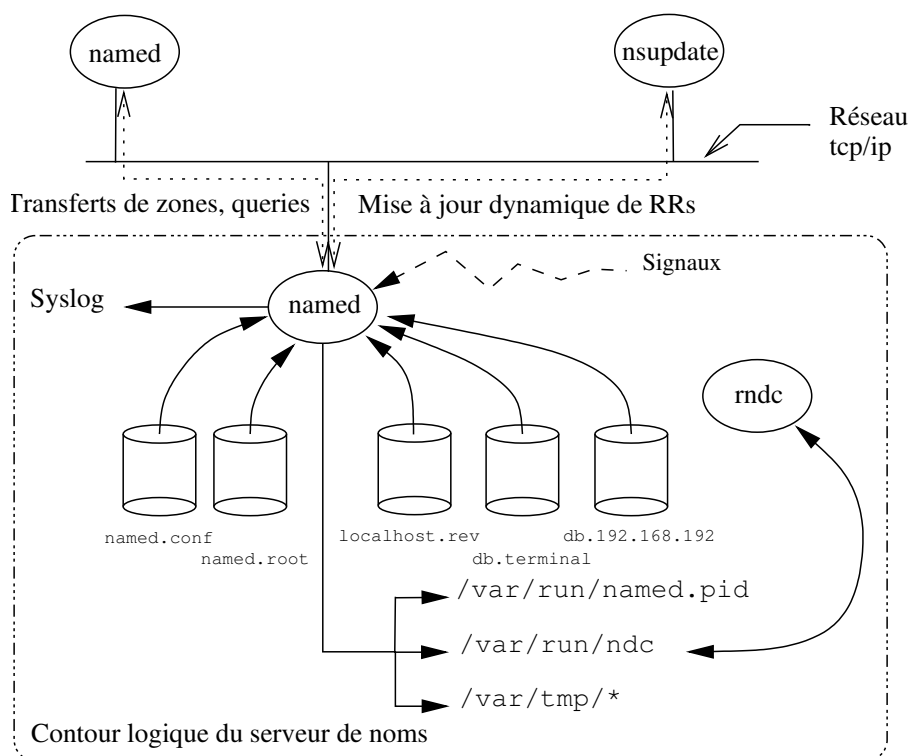 named
nsupdate
Réseau
tcp/ip
Transferts de zones, queries
Mise à jour dynamique de RRs
Signaux
Syslog
named
rndc
named.conf
named.root
localhost.rev
db.terminal
db.192.168.192
/var/run/named.pid
/var/run/ndc
/var/tmp/*
Contour logique du serveur de noms